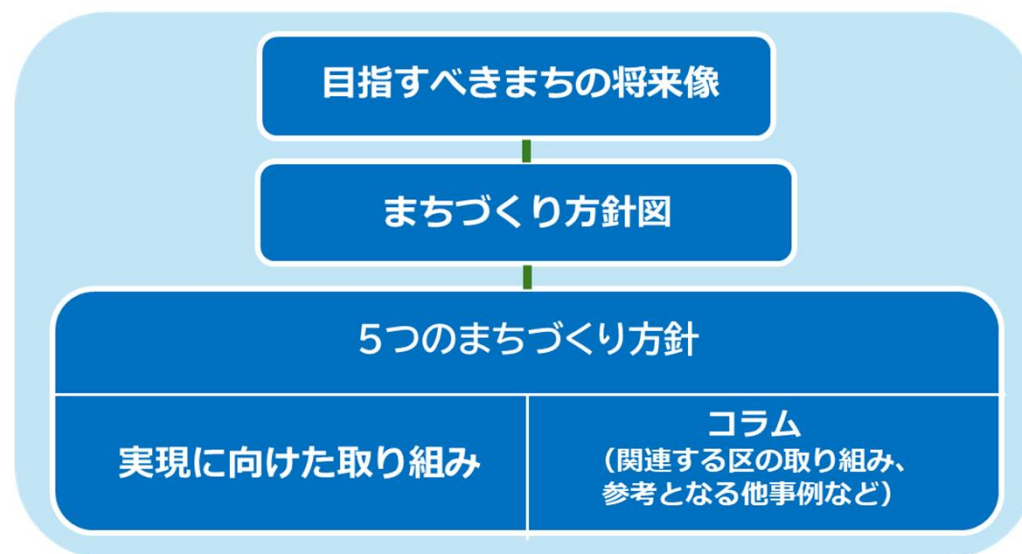 目指すべきまちの将来像
まちづくり方針図
5つのまちづくり方針
実現に向けた取り組み
コラム
（関連する区の取り組み、
参考となる他事例など）